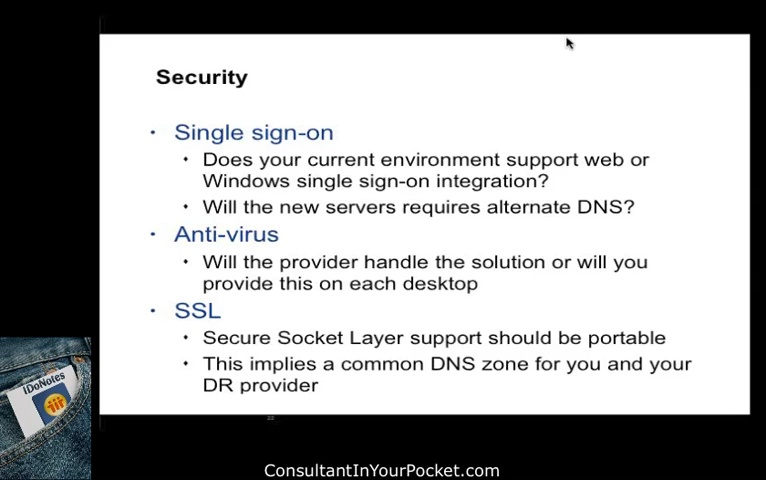 Security
• Single sign-on
• Does your current environment support web or
Windows single sign-on integration?
• Will the new servers requires alternate DNS?
• Anti-virus
• Will the provider handle the solution or will you
provide this on each desktop
• SSL
• Secure Socket Layer support should be portable
• This implies a common DNS zone for you and your
DR provider
iDoNotes
ConsultantInYourPocket.com